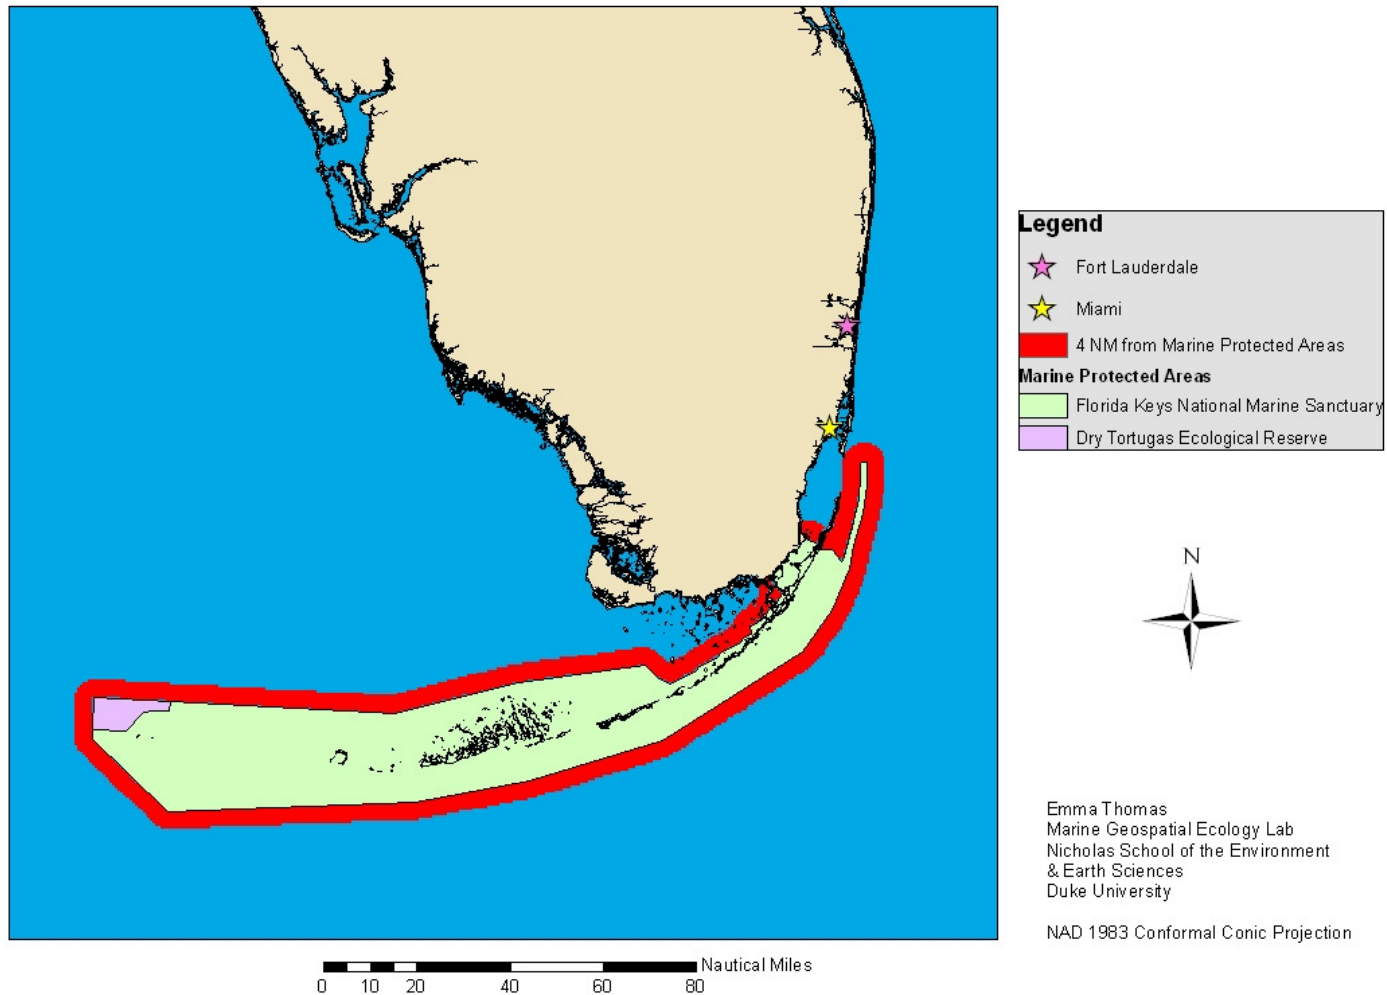 Legend
Fort Lauderdale
Miami
4 NM from Marine Protected Areas
Marine Protected Areas
Florida Keys National Marine Sanctuary
Dry Tortugas Ecological Reserve
N
Emma Thomas
Marine Geospatial Ecology Lab
Nicholas School of the Environment
& Earth Sciences
Duke University
NAD 1983 Conformal Conic Projection
Nautical Miles
0 10 20 40 60 80